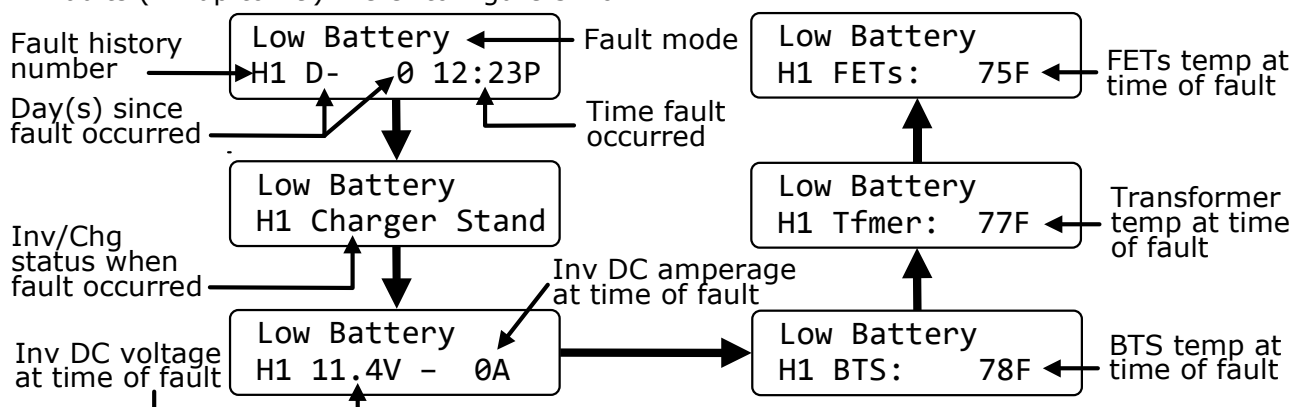 Fault history
number
Low Battery
H1 D-   0 12:23P
Fault mode
Day(s) since
fault occurred
Time fault
occurred
Low Battery
H1 Charger Stand
Inv/Chg
status when
fault occurred
Inv DC amperage
at time of fault
Low Battery
H1 11.4V –  0A
Inv DC voltage
at time of fault
Low Battery
H1 BTS:    78F
BTS temp at
time of fault
Low Battery
H1 Tfmer:  77F
Transformer
temp at time
of fault
Low Battery
H1 FETs:   75F
FETs temp at
time of fault